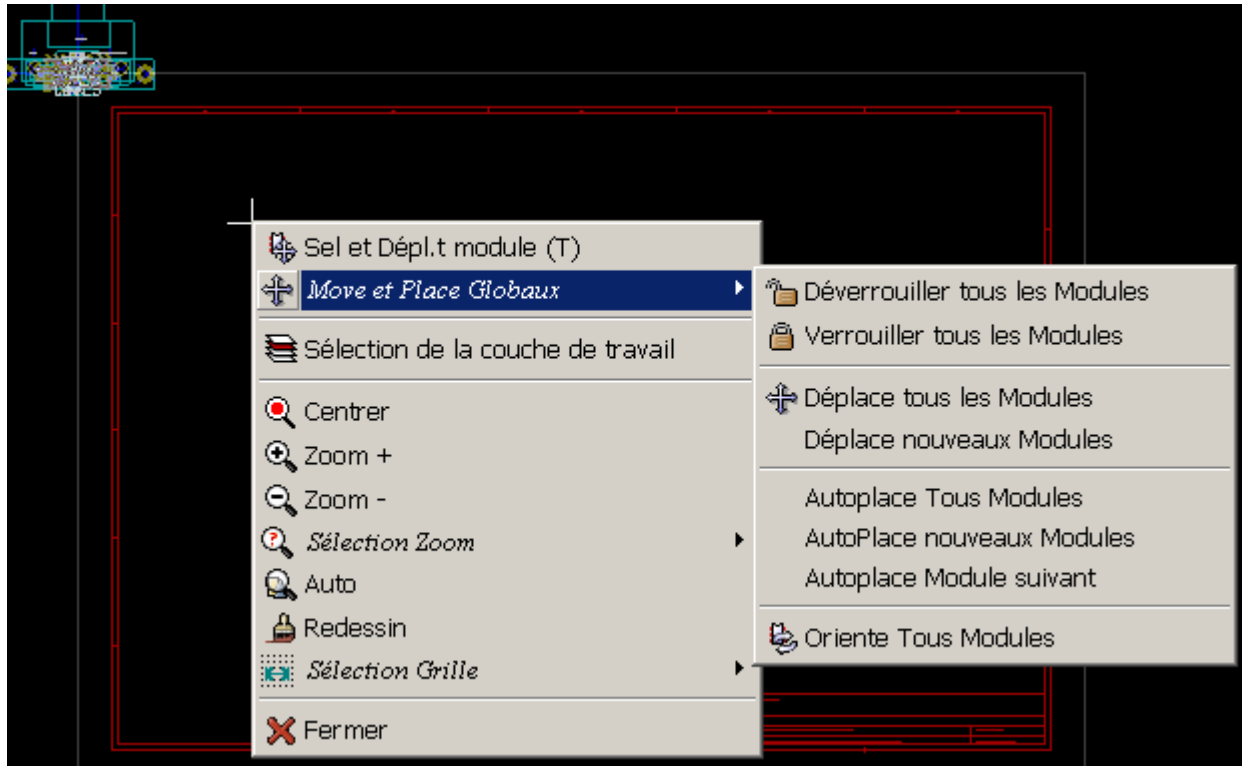 Sel et Dépl.t module (T)
Move et Place Globaux
Sélection de la couche de travail
Centrer
Zoom +
Zoom -
Sélection Zoom
Auto
Redessin
Sélection Grille
Fermer
Déverrouiller tous les Modules
Verrouiller tous les Modules
Déplace tous les Modules
Déplace nouveaux Modules
Autoplace Tous Modules
AutoPlace nouveaux Modules
Autoplace Module suivant
Oriente Tous Modules